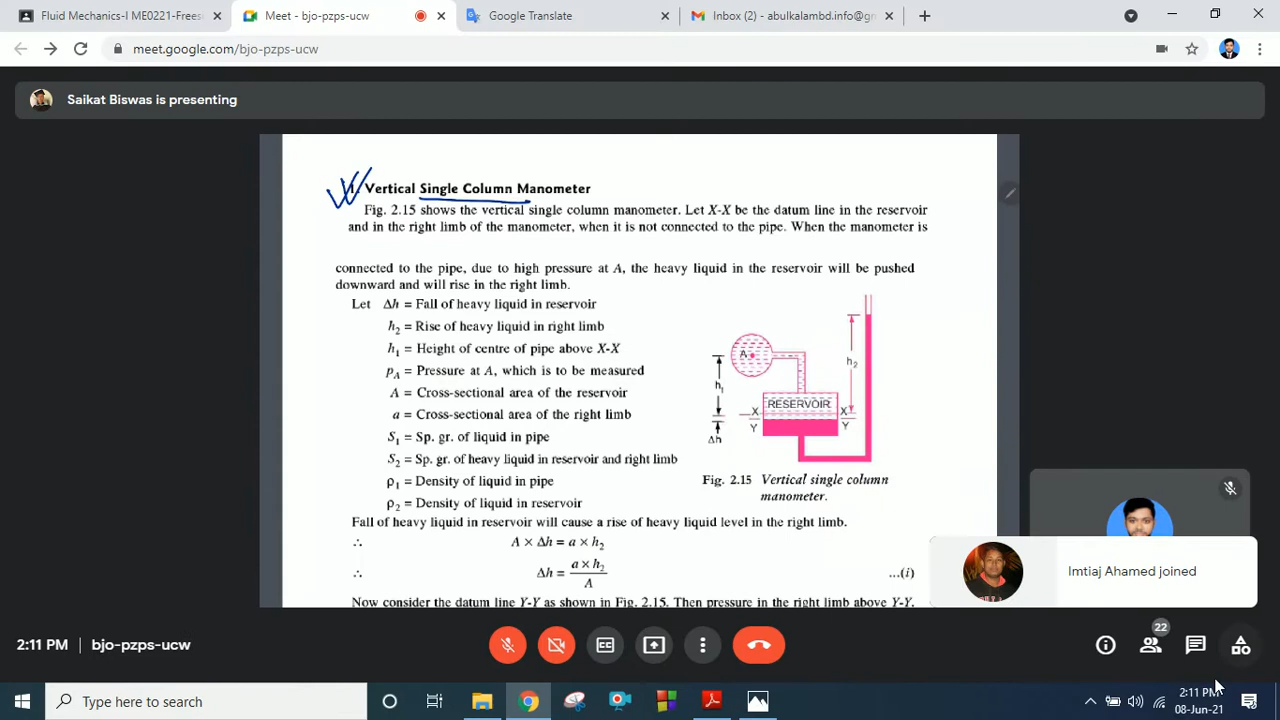 Fluid Mechanics-I ME0221-Frees
Meet - bjo-pzps-ucw
Google Translate
Inbox (2) - abulkalambd.info@gm
meet.google.com/bjo-pzps-ucw
Saikat Biswas is presenting
1. Vertical Single Column Manometer
Fig. 2.15 shows the vertical single column manometer. Let X-X be the datum line in the reservoir
and in the right limb of the manometer, when it is not connected to the pipe. When the manometer is
connected to the pipe, due to high pressure at A, the heavy liquid in the reservoir will be pushed
downward and will rise in the right limb.
Let Δh = Fall of heavy liquid in reservoir
h₂ = Rise of heavy liquid in right limb
h₁ = Height of centre of pipe above X-X
pA = Pressure at A, which is to be measured
A = Cross-sectional area of the reservoir
a = Cross-sectional area of the right limb
S₁ = Sp. gr. of liquid in pipe
S₂ = Sp. gr. of heavy liquid in reservoir and right limb
ρ₁ = Density of liquid in pipe
ρ₂ = Density of liquid in reservoir
A
h₂
h₁
RESERVOIR
X X
Y Y
Δh
Fig. 2.15 Vertical single column
manometer.
Fall of heavy liquid in reservoir will cause a rise of heavy liquid level in the right limb.
∴ A × Δh = a × h₂
∴ Δh = a × h₂ / A ...(i)
Now consider the datum line Y-Y as shown in Fig. 2.15. Then pressure in the right limb above Y-Y.
Imtiaj Ahamed joined
2:11 PM bjo-pzps-ucw
22
Type here to search
2:11 PM
08-Jun-21